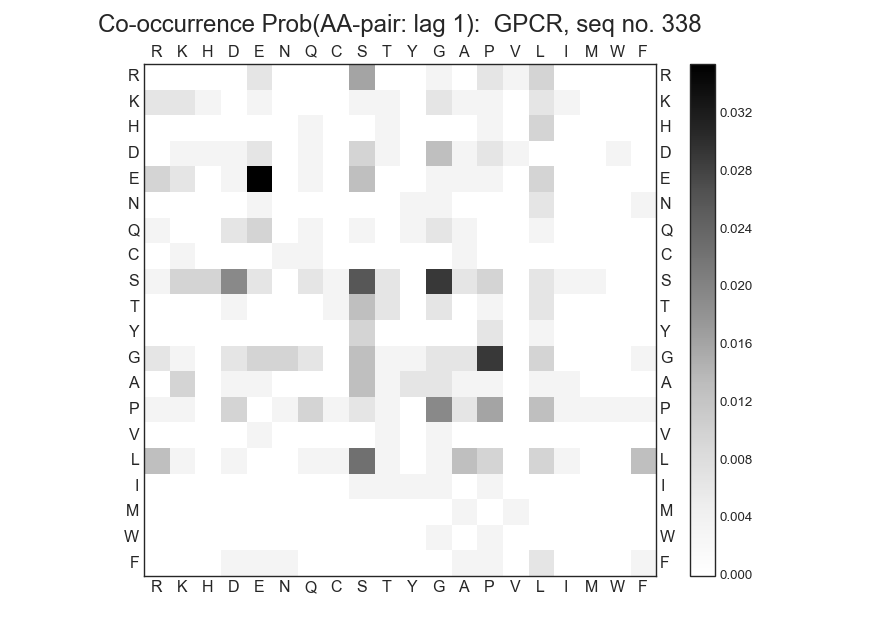 Co-occurrence Prob(AA-pair: lag 1):  GPCR, seq no. 338
R K H D E N Q C S T Y G A P V L I M W F
R R
K K
H H
D D
E E
N N
Q Q
C C
S S
T T
Y Y
G G
A A
P P
V V
L L
I I
M M
W W
F F
R K H D E N Q C S T Y G A P V L I M W F
0.032
0.028
0.024
0.020
0.016
0.012
0.008
0.004
0.000